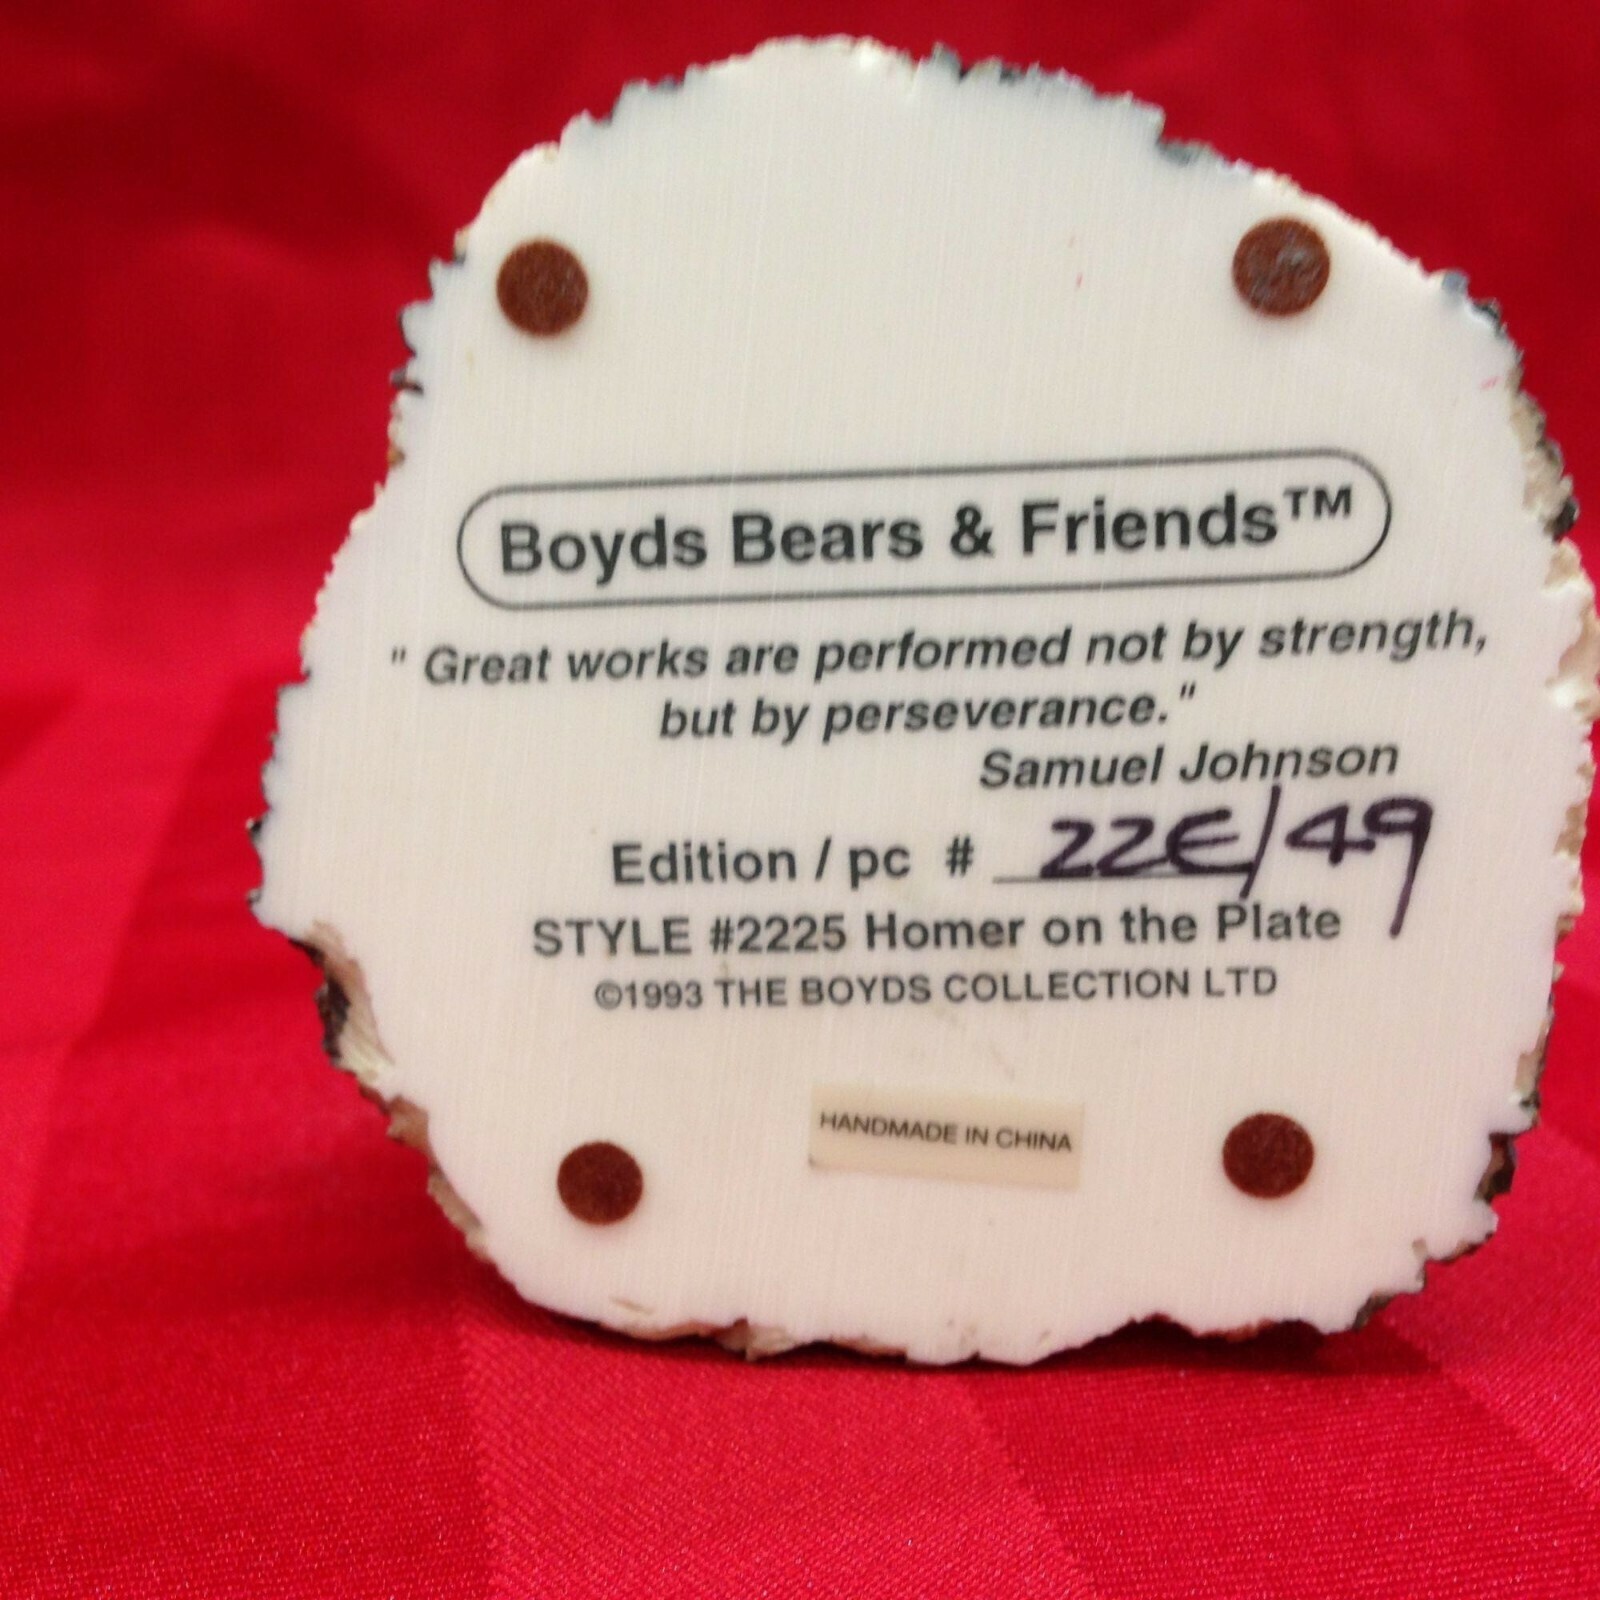 Boyds Bears & Friends™
" Great works are performed not by strength,
but by perseverance."
Samuel Johnson
Edition / pc # 22E/49
STYLE #2225 Homer on the Plate
©1993 THE BOYDS COLLECTION LTD
HANDMADE IN CHINA